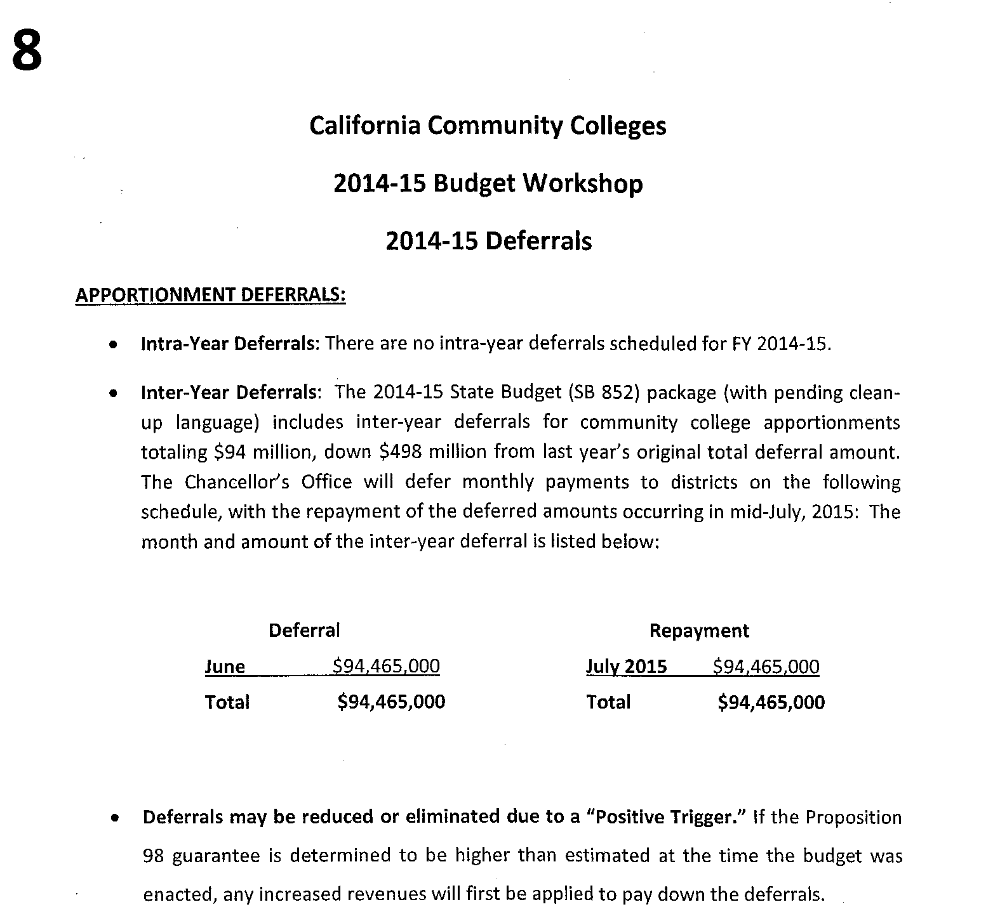 8
California Community Colleges
2014-15 Budget Workshop
2014-15 Deferrals
APPORTIONMENT DEFERRALS:
• Intra-Year Deferrals: There are no intra-year deferrals scheduled for FY 2014-15.
• Inter-Year Deferrals: The 2014-15 State Budget (SB 852) package (with pending clean-
up language) includes inter-year deferrals for community college apportionments
totaling $94 million, down $498 million from last year’s original total deferral amount.
The Chancellor’s Office will defer monthly payments to districts on the following
schedule, with the repayment of the deferred amounts occurring in mid-July, 2015: The
month and amount of the inter-year deferral is listed below:
Deferral Repayment
June $94,465,000 July 2015 $94,465,000
Total $94,465,000 Total $94,465,000
• Deferrals may be reduced or eliminated due to a “Positive Trigger.” If the Proposition
98 guarantee is determined to be higher than estimated at the time the budget was
enacted, any increased revenues will first be applied to pay down the deferrals.